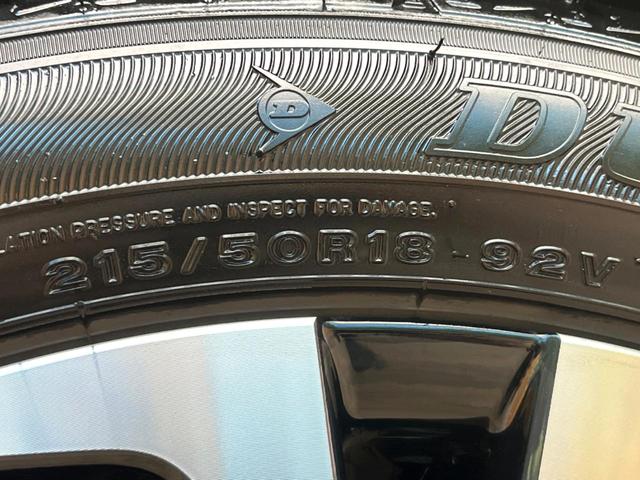 D DU
LATION PRESSURE AND INSPECT FOR DAMAGE."
215/50R18 - 92V